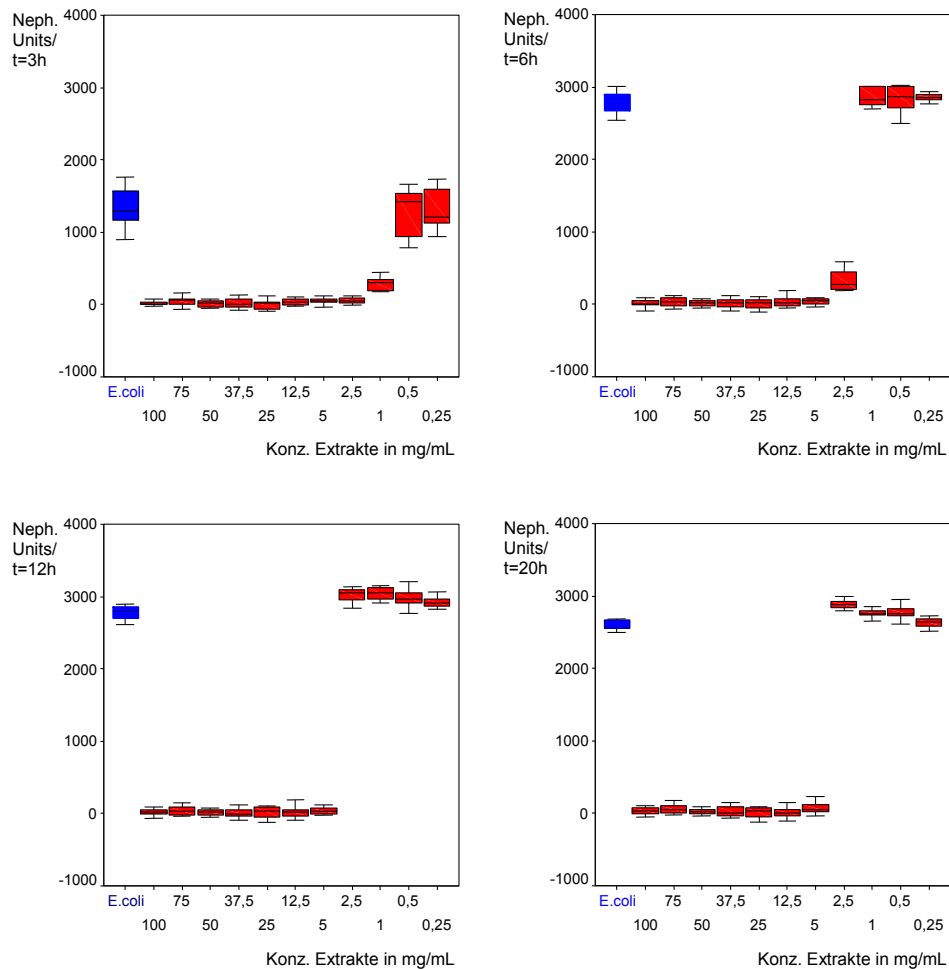 Neph.
Units/
t=3h
4000
3000
2000
1000
0
-1000
E.coli 75 37,5 12,5 2,5 0,5
100 50 25 5 1 0,25
Konz. Extrakte in mg/mL
Neph.
Units/
t=6h
4000
3000
2000
1000
0
-1000
E.coli 75 37,5 12,5 2,5 0,5
100 50 25 5 1 0,25
Konz. Extrakte in mg/mL
Neph.
Units/
t=12h
4000
3000
2000
1000
0
-1000
E.coli 75 37,5 12,5 2,5 0,5
100 50 25 5 1 0,25
Konz. Extrakte in mg/mL
Neph.
Units/
t=20h
4000
3000
2000
1000
0
-1000
E.coli 75 37,5 12,5 2,5 0,5
100 50 25 5 1 0,25
Konz. Extrakte in mg/mL